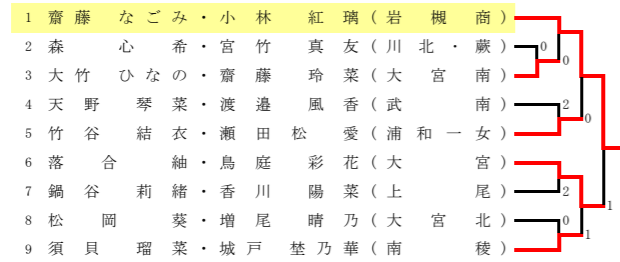 1 齋藤 なごみ・小林 紅璃(岩槻商)
2 森 心希・宮竹 真友(川北・蕨) 0
0
3 大竹 ひなの・齋藤 玲菜(大宮南)
4 天野 琴菜・渡邉 風香(武南) 2
0
5 竹谷 結衣・瀬田松 愛(浦和一女)
6 落合 紬・鳥庭 彩花(大宮)
7 鍋谷 莉緒・香川 陽菜(上尾) 2
1
8 松岡 葵・増尾 晴乃(大宮北) 0
1
9 須貝 瑠菜・城戸 埜乃華(南稜)